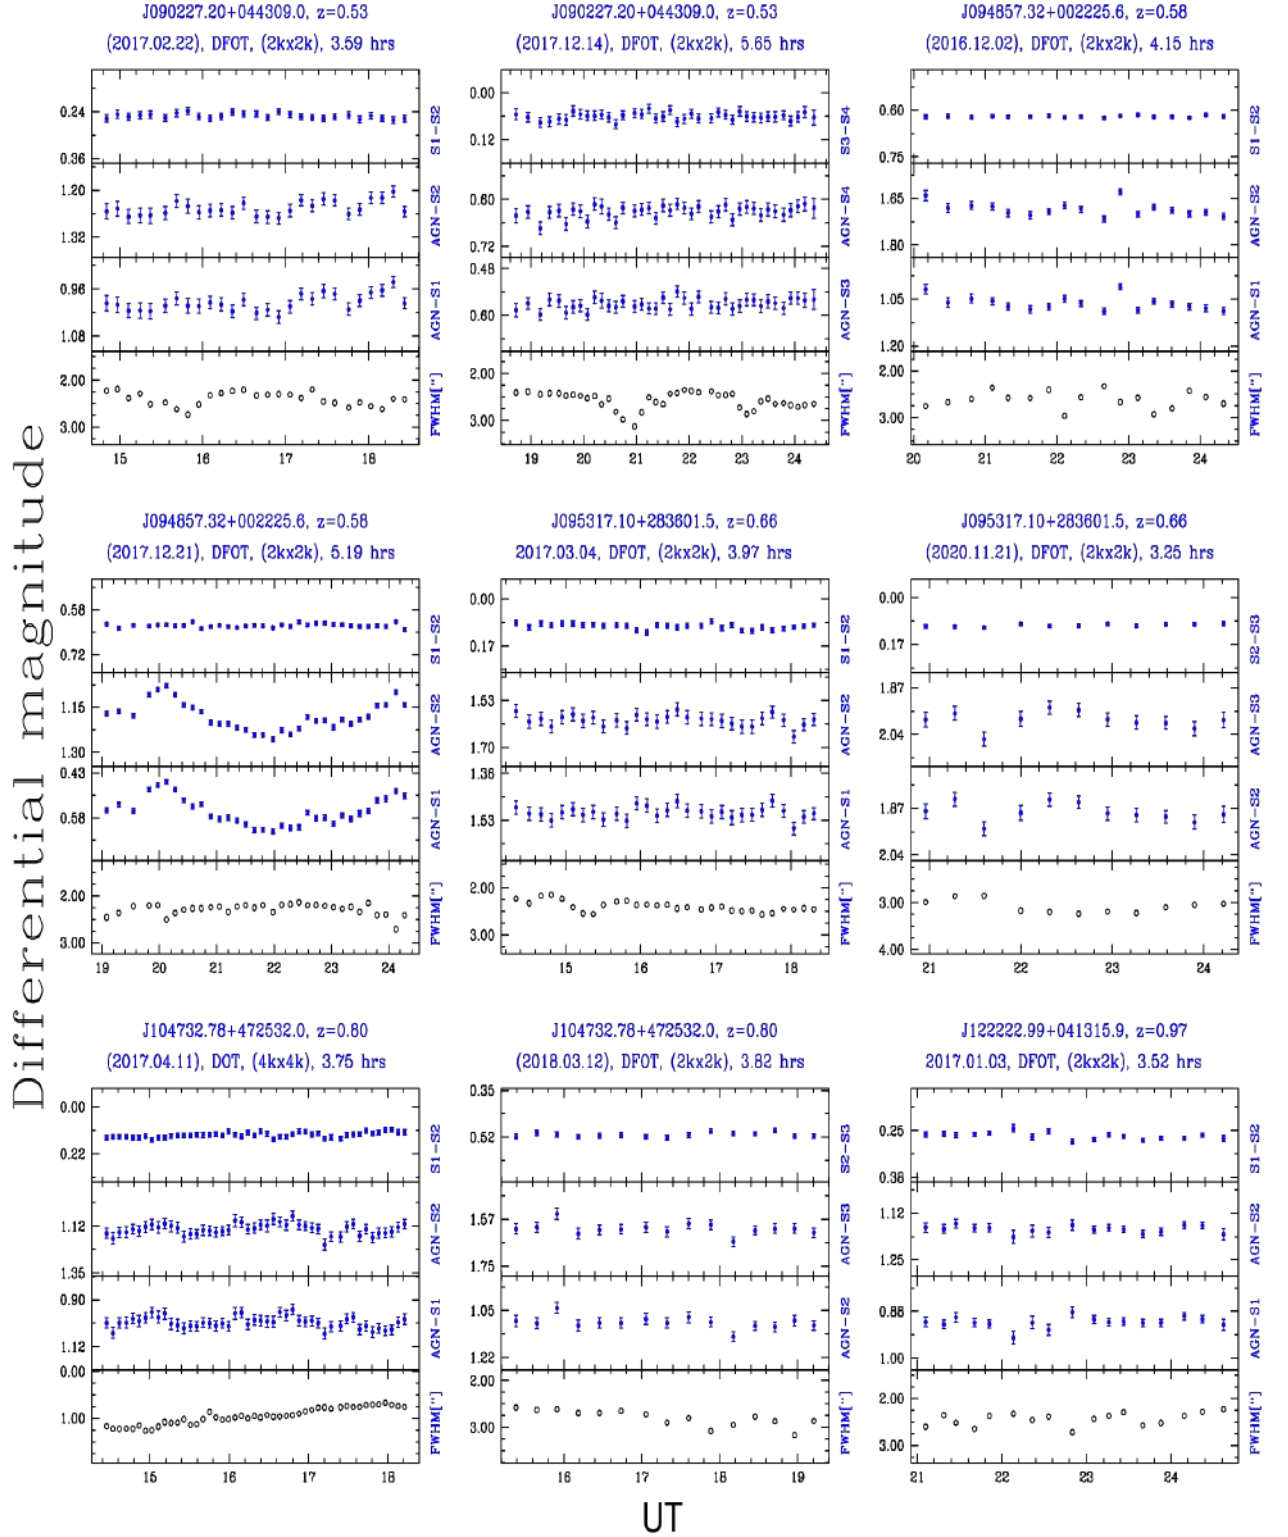 J090227.20+044309.0, z=0.53
(2017.02.22), DFOT, (2kx2k), 3.59 hrs
0.24
0.36
S1-S2
1.20
1.32
AGN-S2
0.96
1.08
AGN-S1
2.00
3.00
FWHM["]
15 16 17 18
J090227.20+044309.0, z=0.53
(2017.12.14), DFOT, (2kx2k), 5.65 hrs
0.00
0.12
S3-S4
0.60
0.72
AGN-S4
0.48
0.60
AGN-S3
2.00
3.00
FWHM["]
19 20 21 22 23 24
J094857.32+002225.6, z=0.58
(2016.12.02), DFOT, (2kx2k), 4.15 hrs
0.60
0.75
S1-S2
1.65
1.80
AGN-S2
1.05
1.20
AGN-S1
2.00
3.00
FWHM["]
20 21 22 23 24
Differential magnitude
J094857.32+002225.6, z=0.58
(2017.12.21), DFOT, (2kx2k), 5.19 hrs
0.58
0.72
S1-S2
1.15
1.30
AGN-S2
0.43
0.58
AGN-S1
2.00
3.00
FWHM["]
19 20 21 22 23 24
J095317.10+283601.5, z=0.66
2017.03.04, DFOT, (2kx2k), 3.97 hrs
0.00
0.17
S1-S2
1.53
1.70
AGN-S2
1.36
1.53
AGN-S1
2.00
3.00
FWHM["]
15 16 17 18
J095317.10+283601.5, z=0.66
(2020.11.21), DFOT, (2kx2k), 3.25 hrs
0.00
0.17
S2-S3
1.87
2.04
AGN-S3
1.87
2.04
AGN-S2
3.00
4.00
FWHM["]
21 22 23 24
J104732.78+472532.0, z=0.80
(2017.04.11), DOT, (4kx4k), 3.75 hrs
0.00
0.22
S1-S2
1.12
1.35
AGN-S2
0.90
1.12
AGN-S1
0.00
1.00
FWHM["]
15 16 17 18
J104732.78+472532.0, z=0.80
(2018.03.12), DFOT, (2kx2k), 3.82 hrs
0.35
0.52
S2-S3
1.57
1.75
AGN-S3
1.05
1.22
AGN-S2
2.00
3.00
FWHM["]
16 17 18 19
J122222.99+041315.9, z=0.97
2017.01.03, DFOT, (2kx2k), 3.52 hrs
0.25
0.38
S1-S2
1.12
1.25
AGN-S2
0.88
1.00
AGN-S1
2.00
3.00
FWHM["]
21 22 23 24
UT